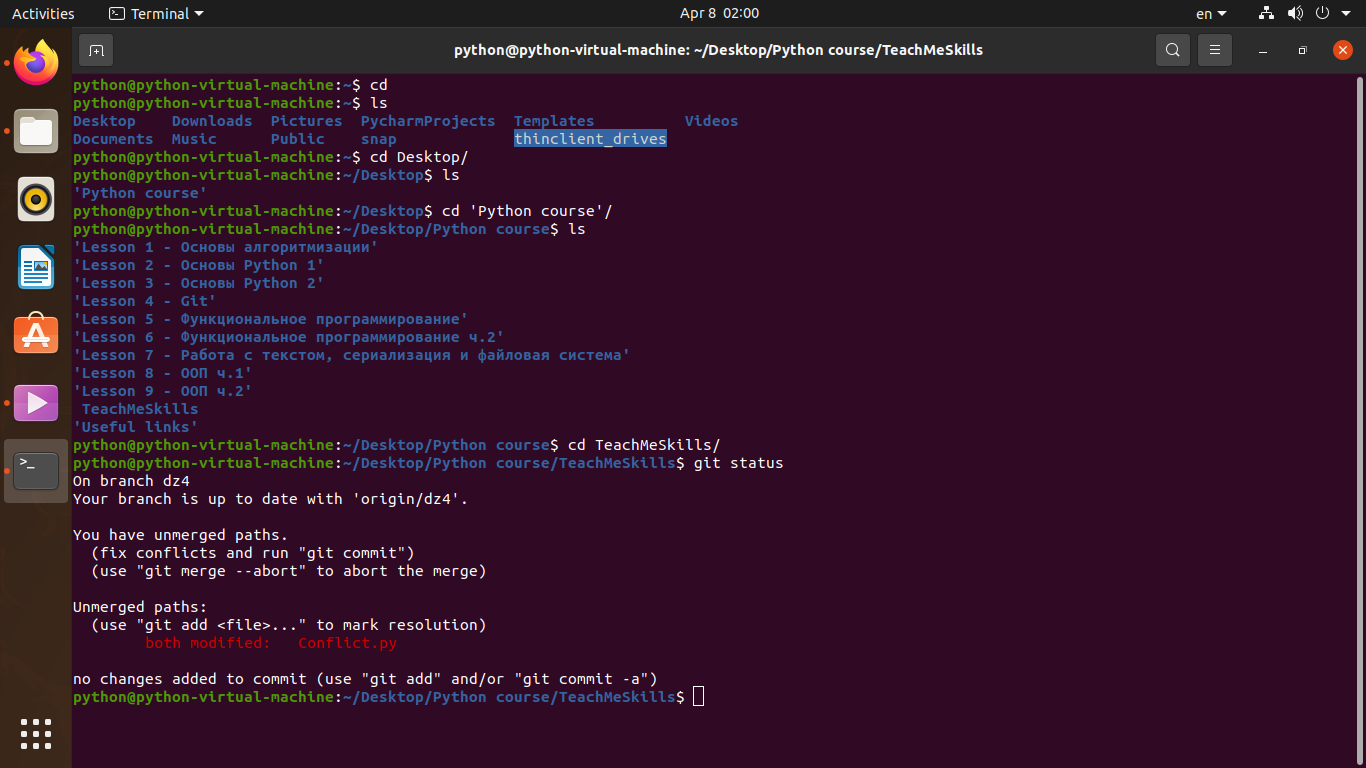 Activities Terminal Apr 8 02:00 en
python@python-virtual-machine: ~/Desktop/Python course/TeachMeSkills
python@python-virtual-machine:~$ cd
python@python-virtual-machine:~$ ls
Desktop Downloads Pictures PycharmProjects Templates Videos
Documents Music Public snap thinclient_drives
python@python-virtual-machine:~$ cd Desktop/
python@python-virtual-machine:~/Desktop$ ls
'Python course'
python@python-virtual-machine:~/Desktop$ cd 'Python course'/
python@python-virtual-machine:~/Desktop/Python course$ ls
'Lesson 1 - Основы алгоритмизации'
'Lesson 2 - Основы Python 1'
'Lesson 3 - Основы Python 2'
'Lesson 4 - Git'
'Lesson 5 - Функциональное программирование'
'Lesson 6 - Функциональное программирование ч.2'
'Lesson 7 - Работа с текстом, сериализация и файловая система'
'Lesson 8 - ООП ч.1'
'Lesson 9 - ООП ч.2'
TeachMeSkills
'Useful links'
python@python-virtual-machine:~/Desktop/Python course$ cd TeachMeSkills/
python@python-virtual-machine:~/Desktop/Python course/TeachMeSkills$ git status
On branch dz4
Your branch is up to date with 'origin/dz4'.
You have unmerged paths.
(fix conflicts and run "git commit")
(use "git merge --abort" to abort the merge)
Unmerged paths:
(use "git add <file>..." to mark resolution)
both modified: Conflict.py
no changes added to commit (use "git add" and/or "git commit -a")
python@python-virtual-machine:~/Desktop/Python course/TeachMeSkills$